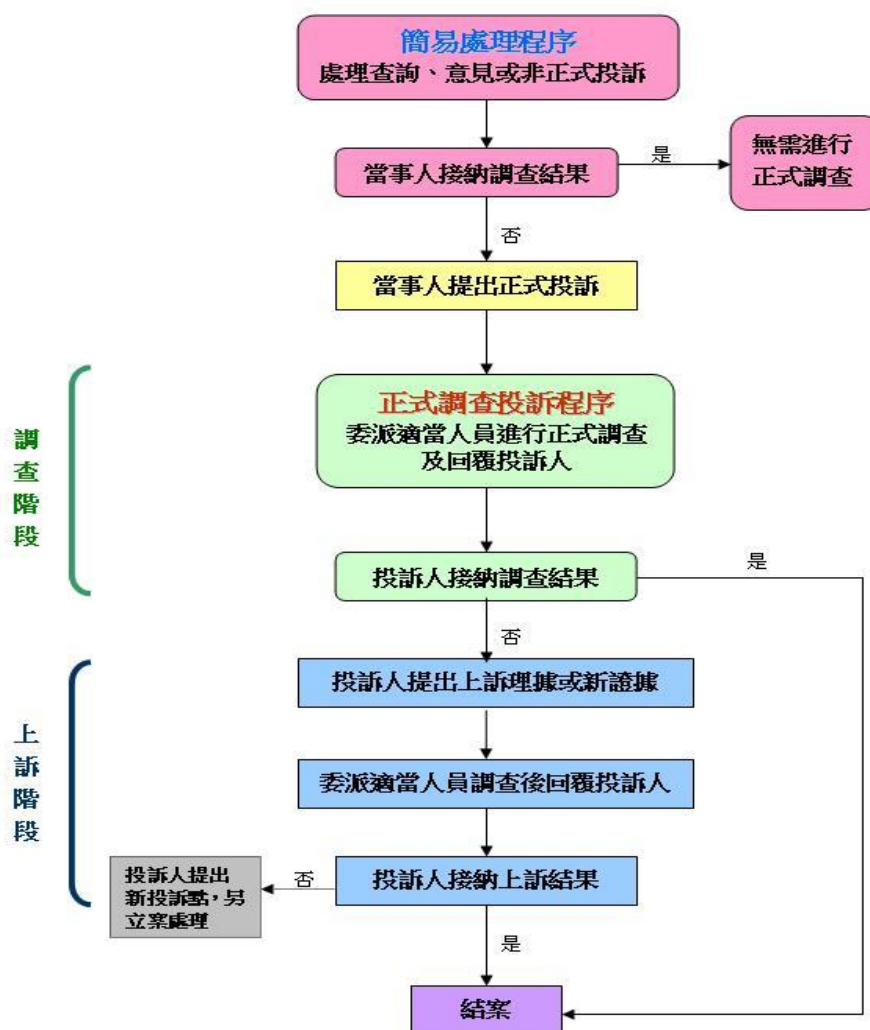 簡易處理程序
處理查詢、意見或非正式投訴
當事人接納調查結果
是
無需進行
正式調查
否
當事人提出正式投訴
調
查
階
段
正式調查投訴程序
委派適當人員進行正式調查
及回覆投訴人
投訴人接納調查結果
是
否
上
訴
階
段
投訴人提出上訴理據或新證據
委派適當人員調查後回覆投訴人
投訴人接納上訴結果
否
投訴人提出
新投訴點，另
立案處理
是
結案